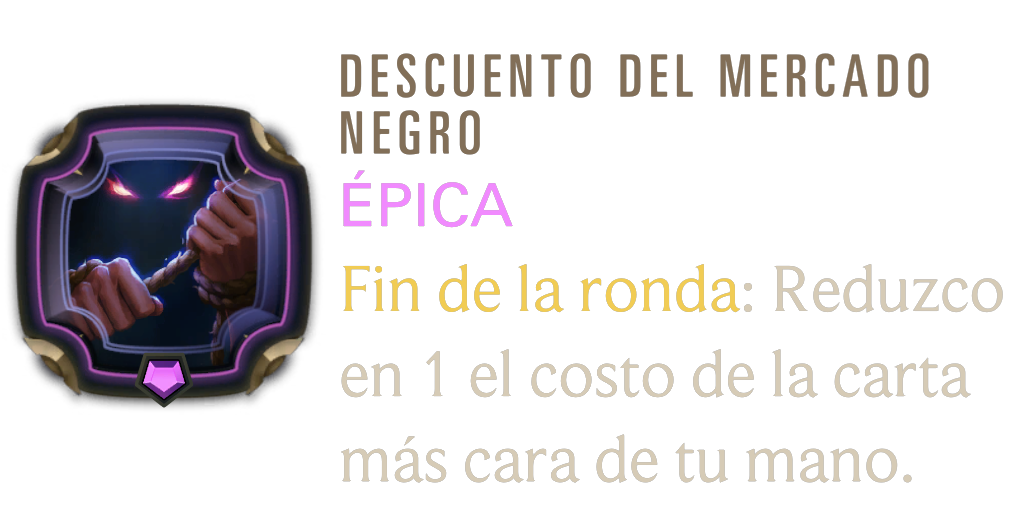 DESCUENTO DEL MERCADO
NEGRO
ÉPICA
Fin de la ronda: Reduzco
en 1 el costo de la carta
más cara de tu mano.